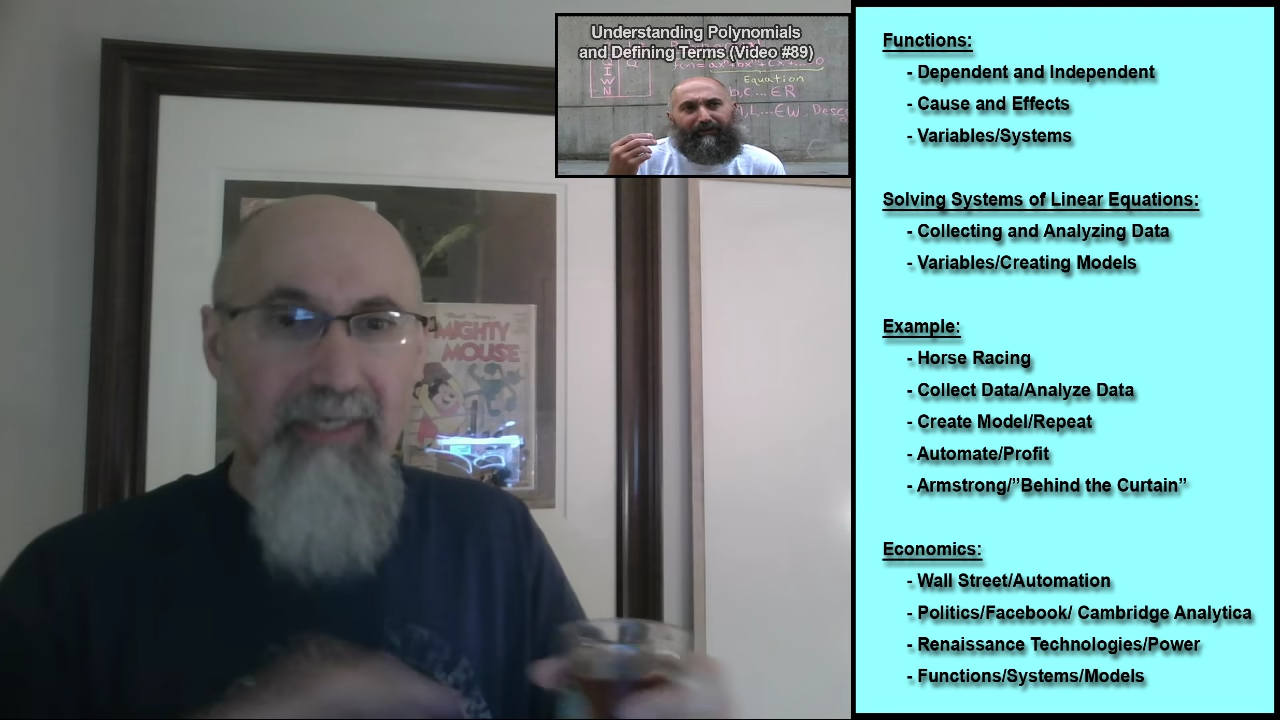 Understanding Polynomials
and Defining Terms (Video #89)
Equation
MIGHTY
MOUSE
Functions:
- Dependent and Independent
- Cause and Effects
- Variables/Systems
Solving Systems of Linear Equations:
- Collecting and Analyzing Data
- Variables/Creating Models
Example:
- Horse Racing
- Collect Data/Analyze Data
- Create Model/Repeat
- Automate/Profit
- Armstrong/”Behind the Curtain”
Economics:
- Wall Street/Automation
- Politics/Facebook/ Cambridge Analytica
- Renaissance Technologies/Power
- Functions/Systems/Models